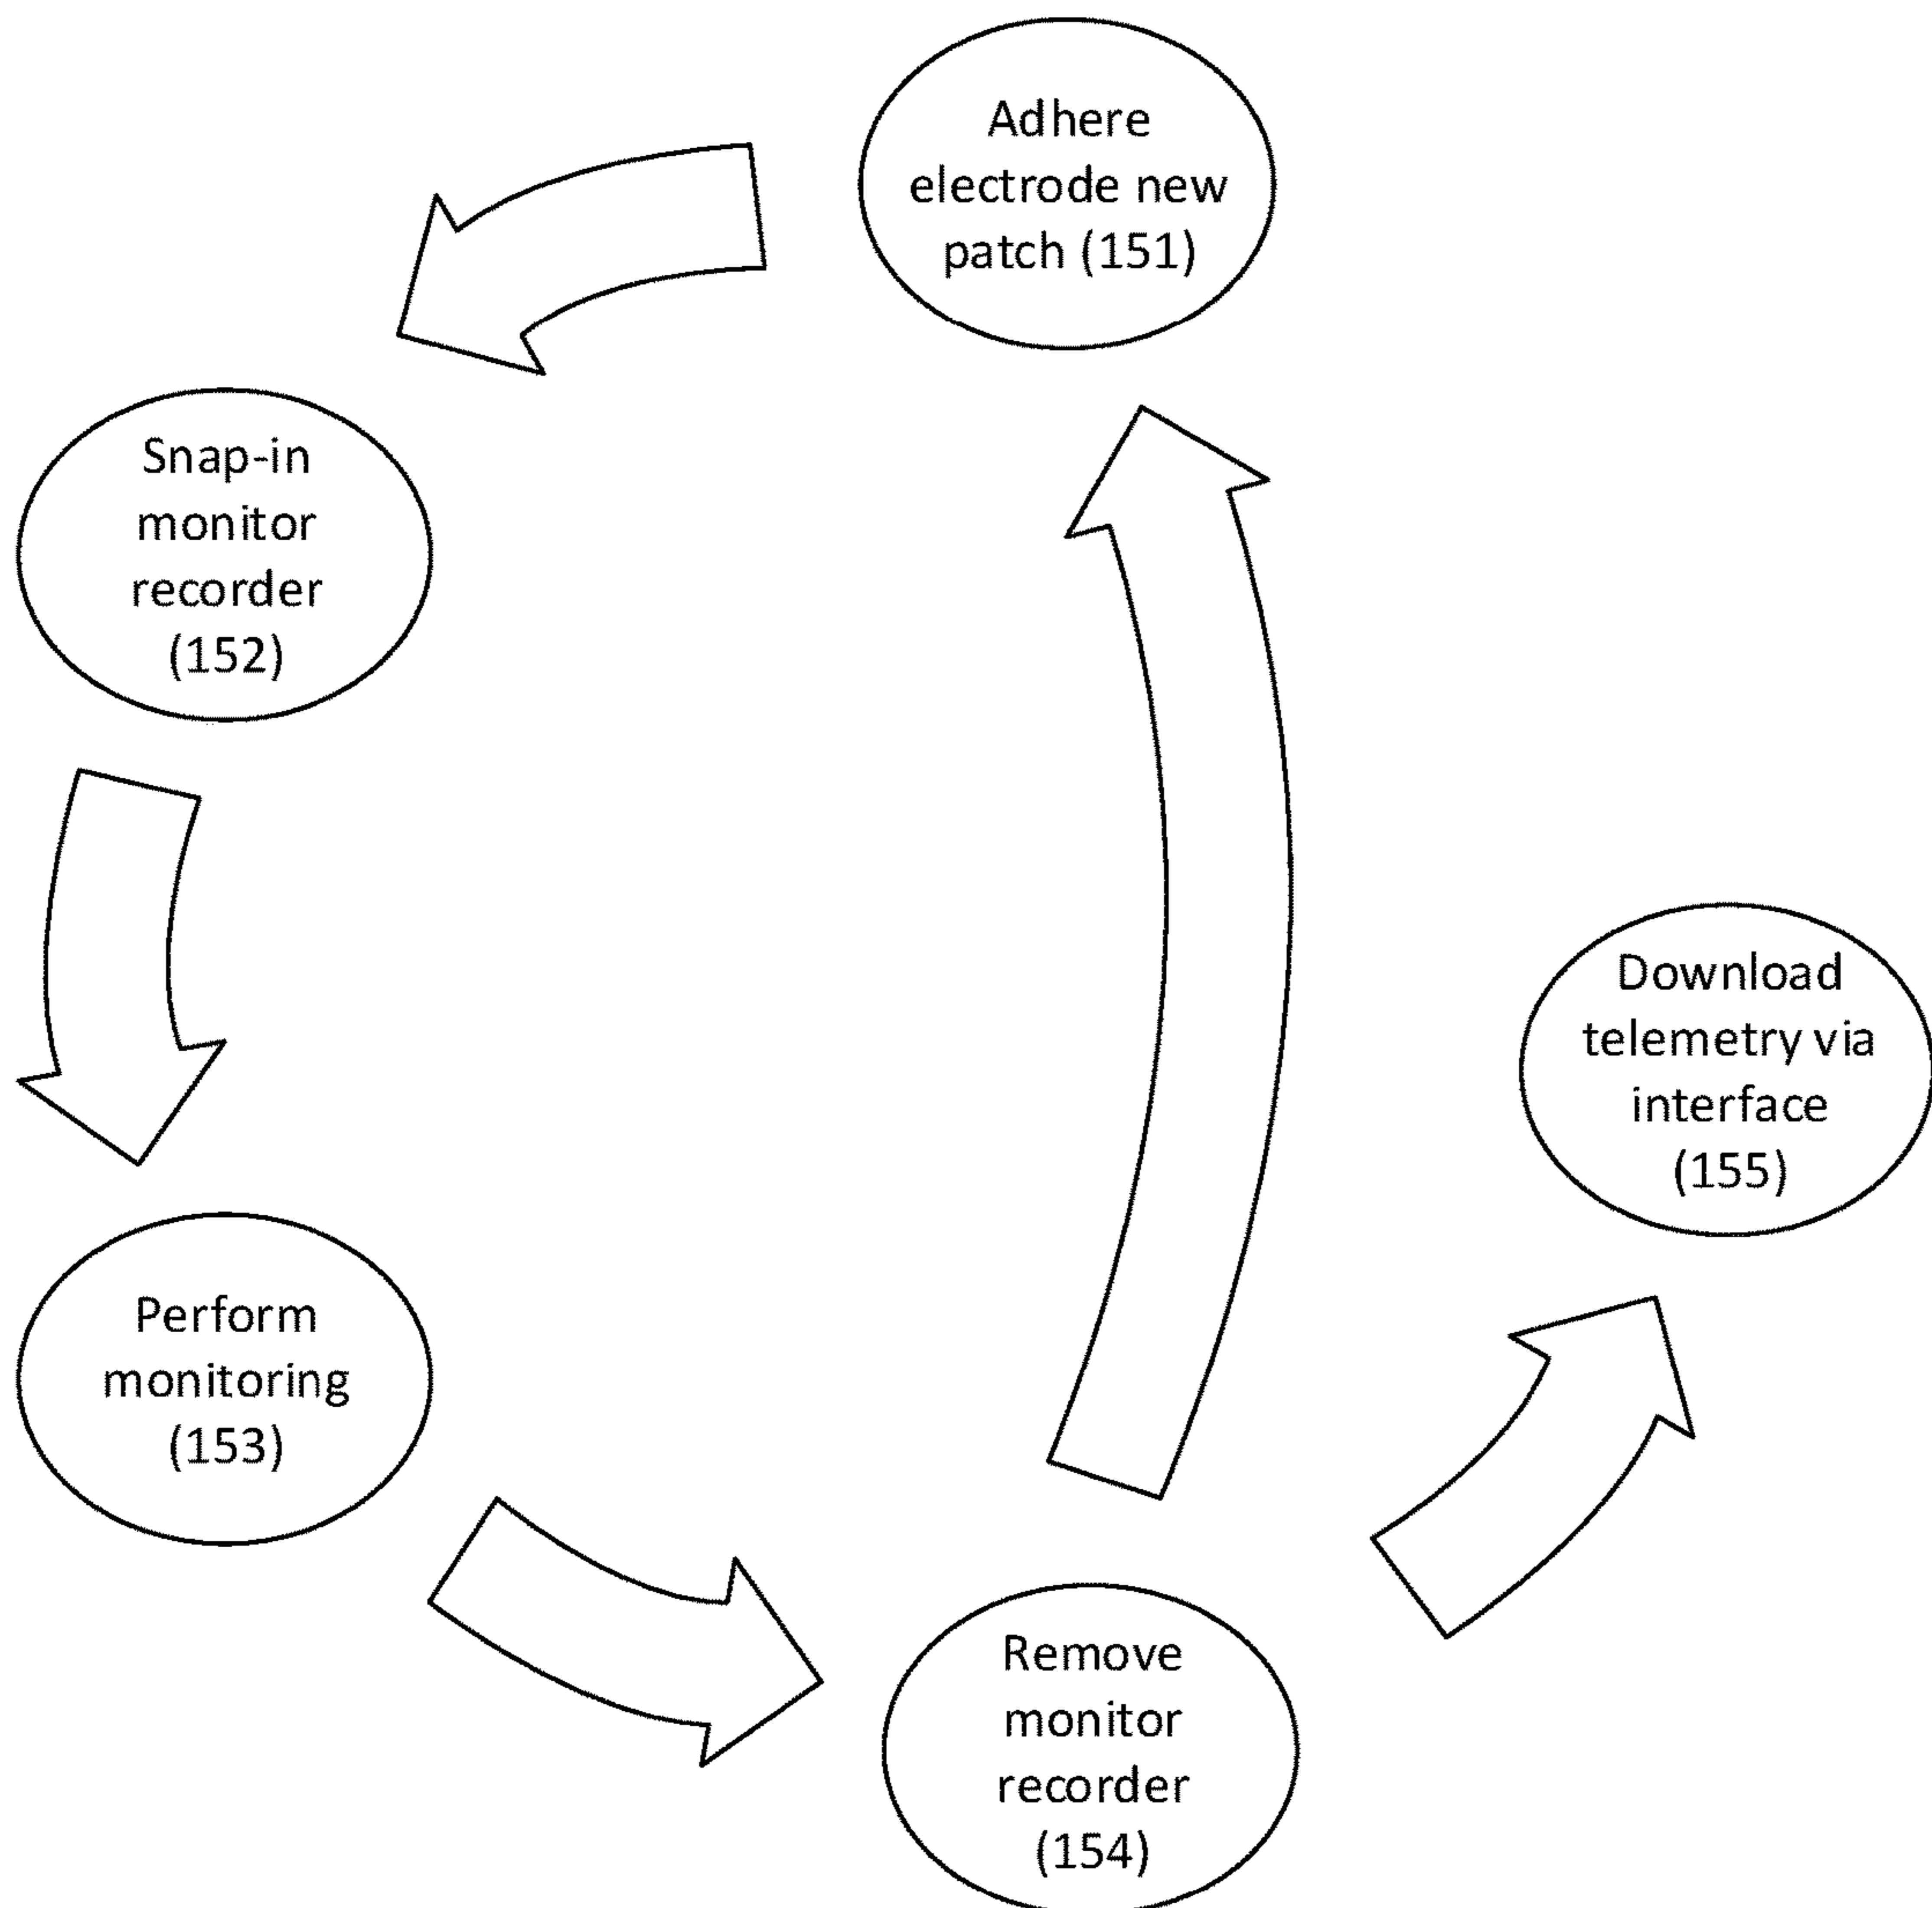 Adhere
electrode new
patch (151)
Snap-in
monitor
recorder
(152)
Perform
monitoring
(153)
Remove
monitor
recorder
(154)
Download
telemetry via
interface
(155)